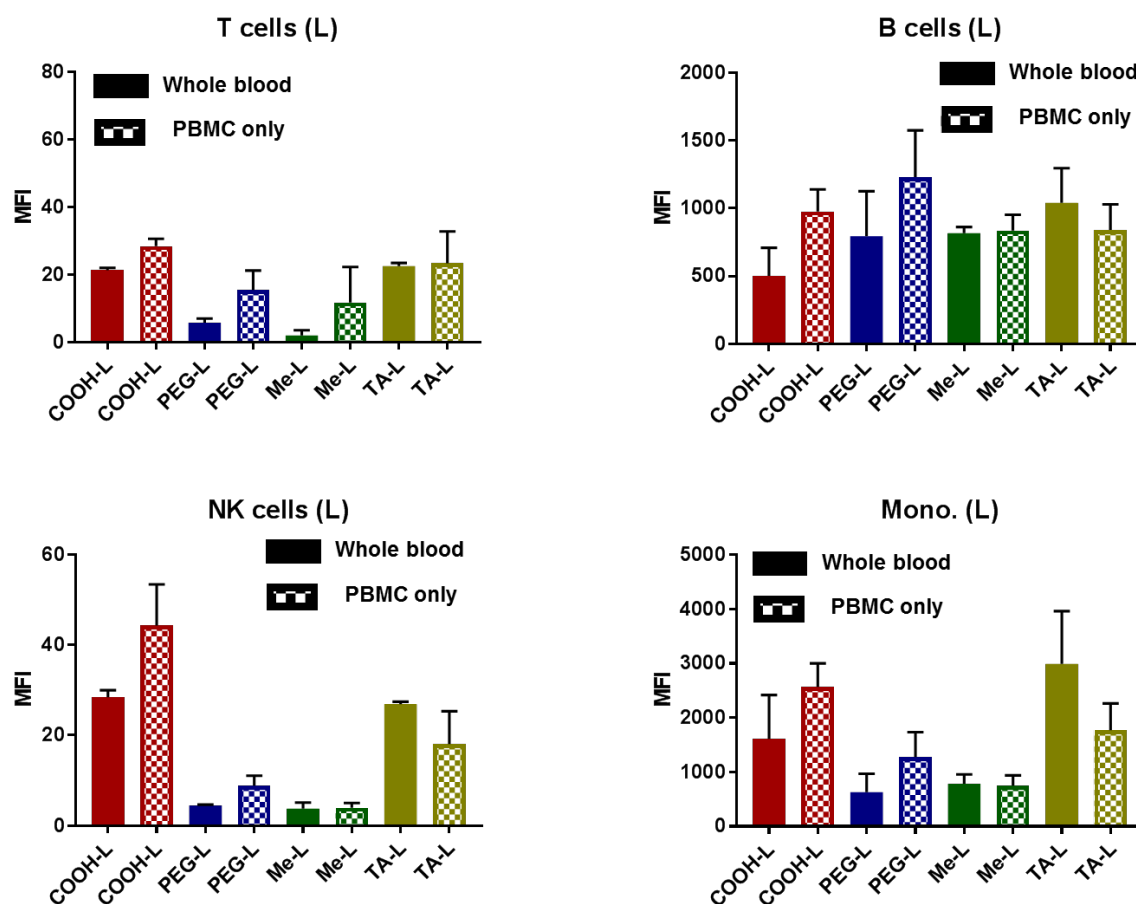 T cells (L)
80
60
40
20
0
MFI
Whole blood
PBMC only
COOH-L
COOH-L
PEG-L
PEG-L
Me-L
Me-L
TA-L
TA-L
B cells (L)
2000
1500
1000
500
0
MFI
Whole blood
PBMC only
COOH-L
COOH-L
PEG-L
PEG-L
Me-L
Me-L
TA-L
TA-L
NK cells (L)
60
40
20
0
MFI
Whole blood
PBMC only
COOH-L
COOH-L
PEG-L
PEG-L
Me-L
Me-L
TA-L
TA-L
Mono. (L)
5000
4000
3000
2000
1000
0
MFI
Whole blood
PBMC only
COOH-L
COOH-L
PEG-L
PEG-L
Me-L
Me-L
TA-L
TA-L